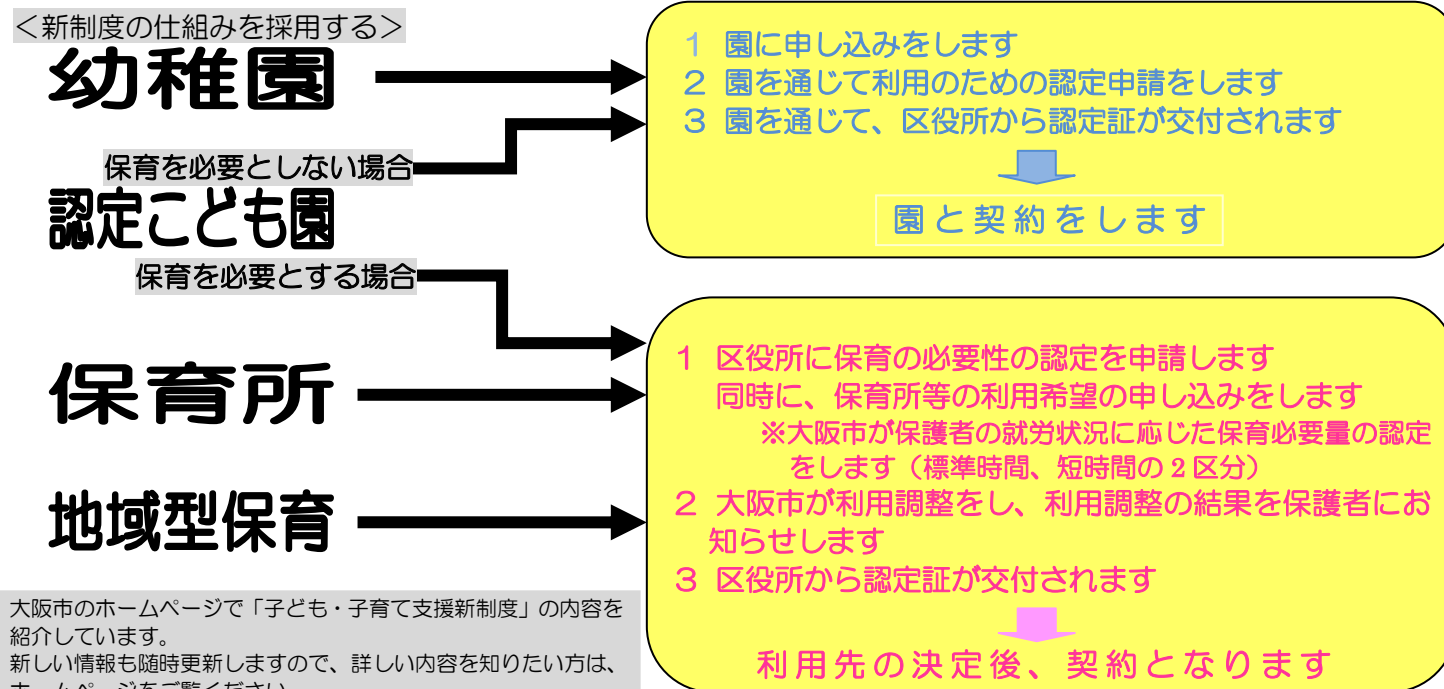 ＜新制度の仕組みを採用する＞
幼稚園
保育を必要としない場合
認定こども園
保育を必要とする場合
保育所
地域型保育
1 園に申し込みをします
2 園を通じて利用のための認定申請をします
3 園を通じて、区役所から認定証が交付されます
園と契約をします
1 区役所に保育の必要性の認定を申請します
同時に、保育所等の利用希望の申し込みをします
※大阪市が保護者の就労状況に応じた保育必要量の認定
をします（標準時間、短時間の２区分）
2 大阪市が利用調整をし、利用調整の結果を保護者にお
知らせします
3 区役所から認定証が交付されます
利用先の決定後、契約となります
大阪市のホームページで「子ども・子育て支援新制度」の内容を
紹介しています。
新しい情報も随時更新しますので、詳しい内容を知りたい方は、
ホームページをご覧ください